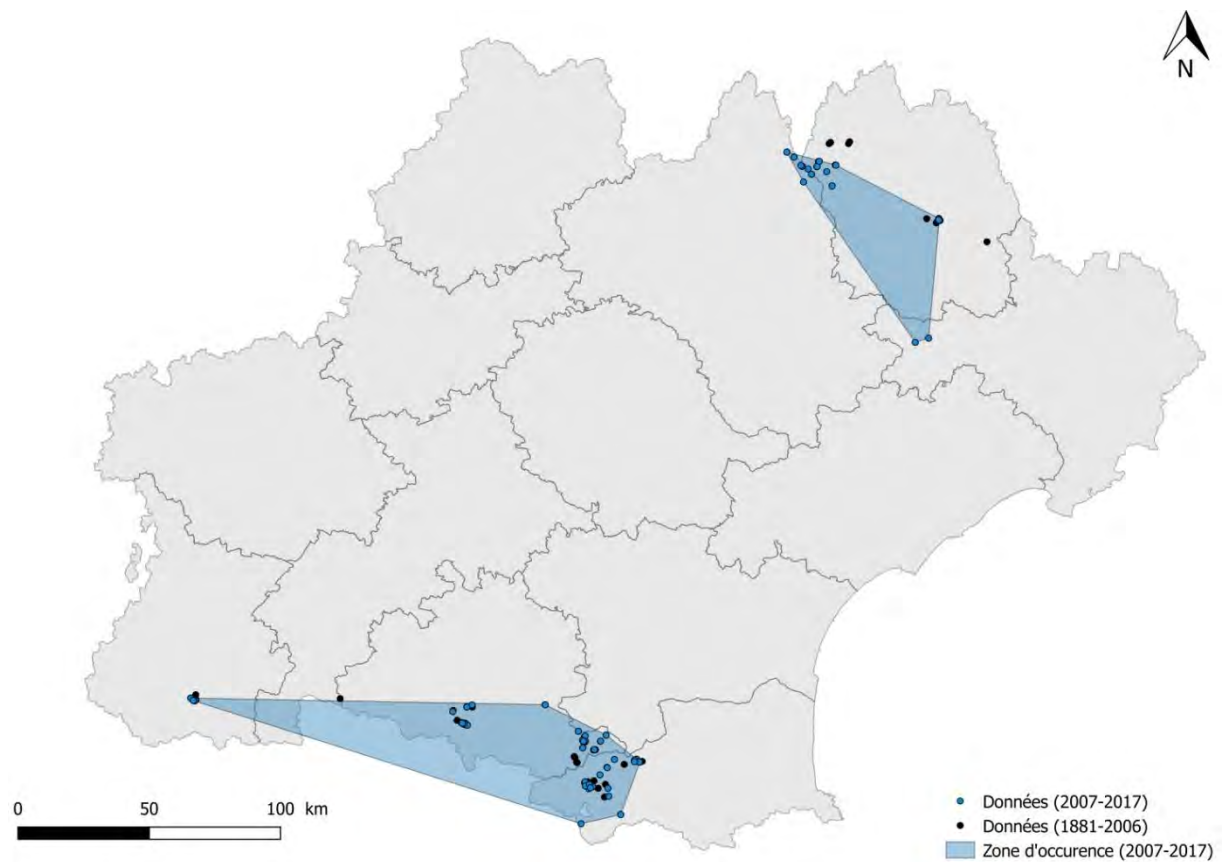 N
0 50 100 km
Données (2007-2017)
Données (1881-2006)
Zone d'occurence (2007-2017)